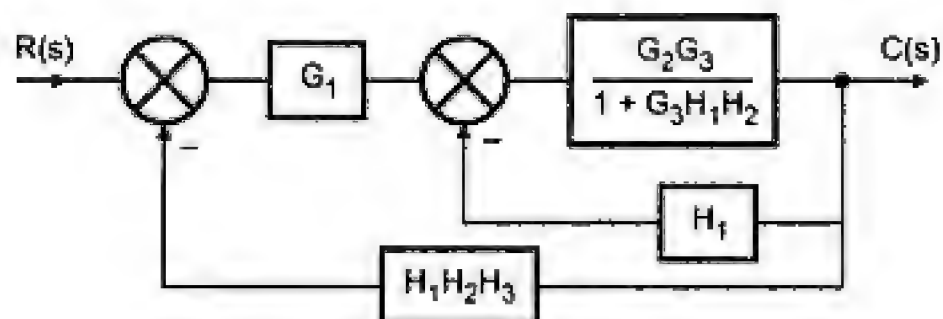 R(s)
G₁
G₂G₃
1 + G₃H₁H₂
C(s)
−
−
H₁
H₁H₂H₃